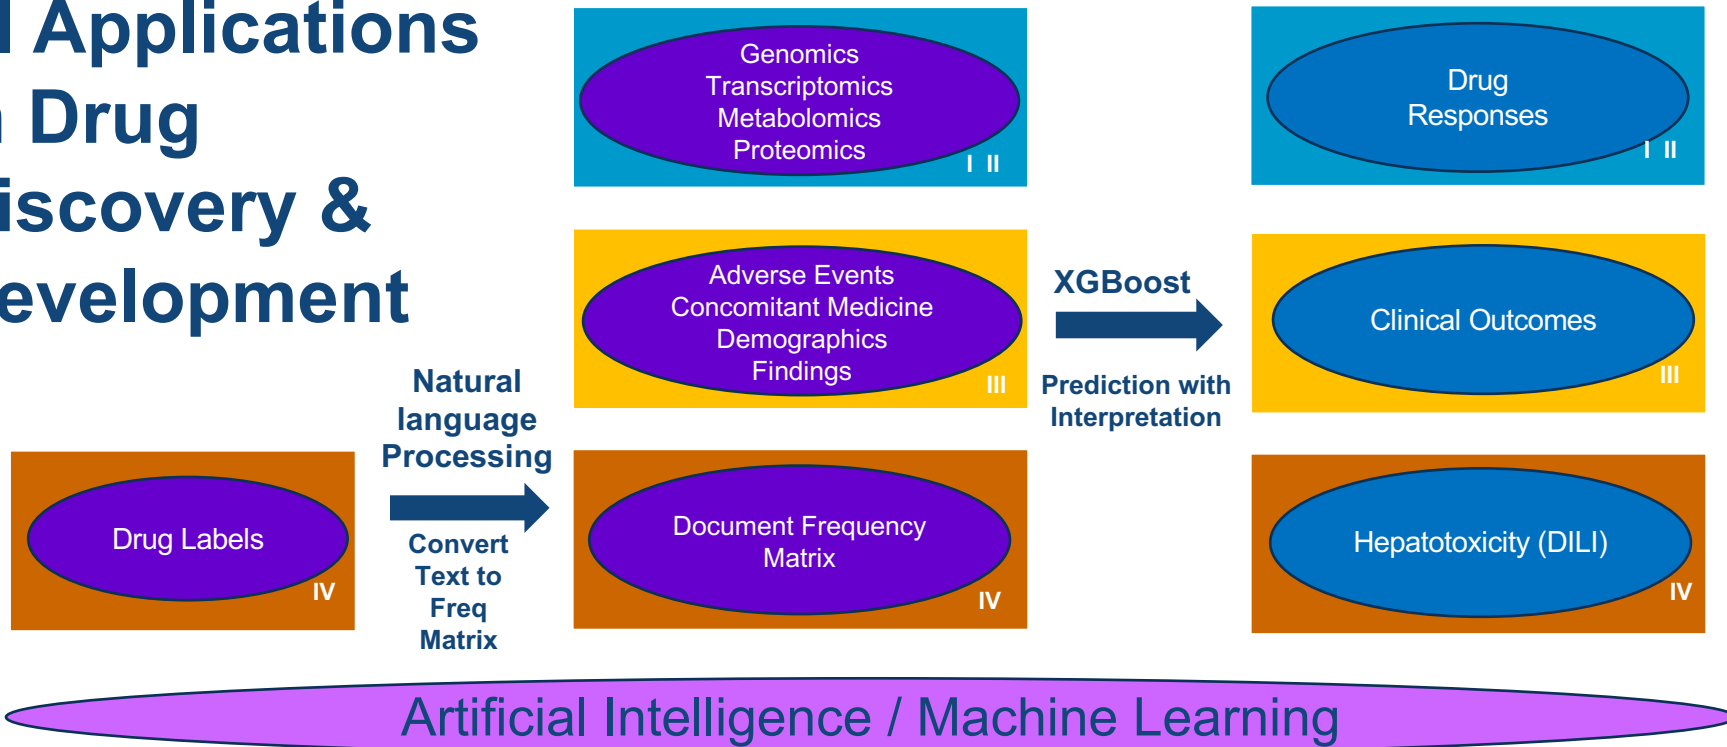 l Applications
n Drug
iscovery &
evelopment
Genomics
Transcriptomics
Metabolomics
Proteomics
I II
Drug
Responses
I II
Adverse Events
Concomitant Medicine
Demographics
Findings
III
XGBoost
Prediction with
Interpretation
Clinical Outcomes
III
Drug Labels
IV
Natural
language
Processing
Convert
Text to
Freq
Matrix
Document Frequency
Matrix
IV
Hepatotoxicity (DILI)
IV
Artificial Intelligence / Machine Learning